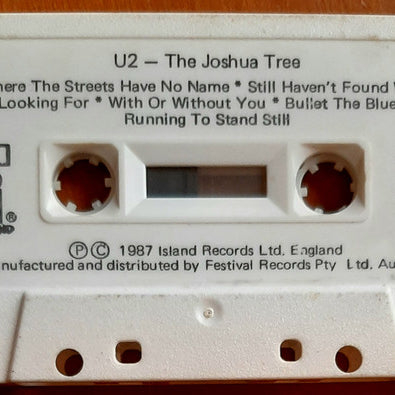 U2 – The Joshua Tree
here The Streets Have No Name * Still Haven't Found
Looking For * With Or Without You * Bullet The Blue
Running To Stand Still
®
Ⓟ Ⓒ 1987 Island Records Ltd. England
nufactured and distributed by Festival Records Pty Ltd. Au